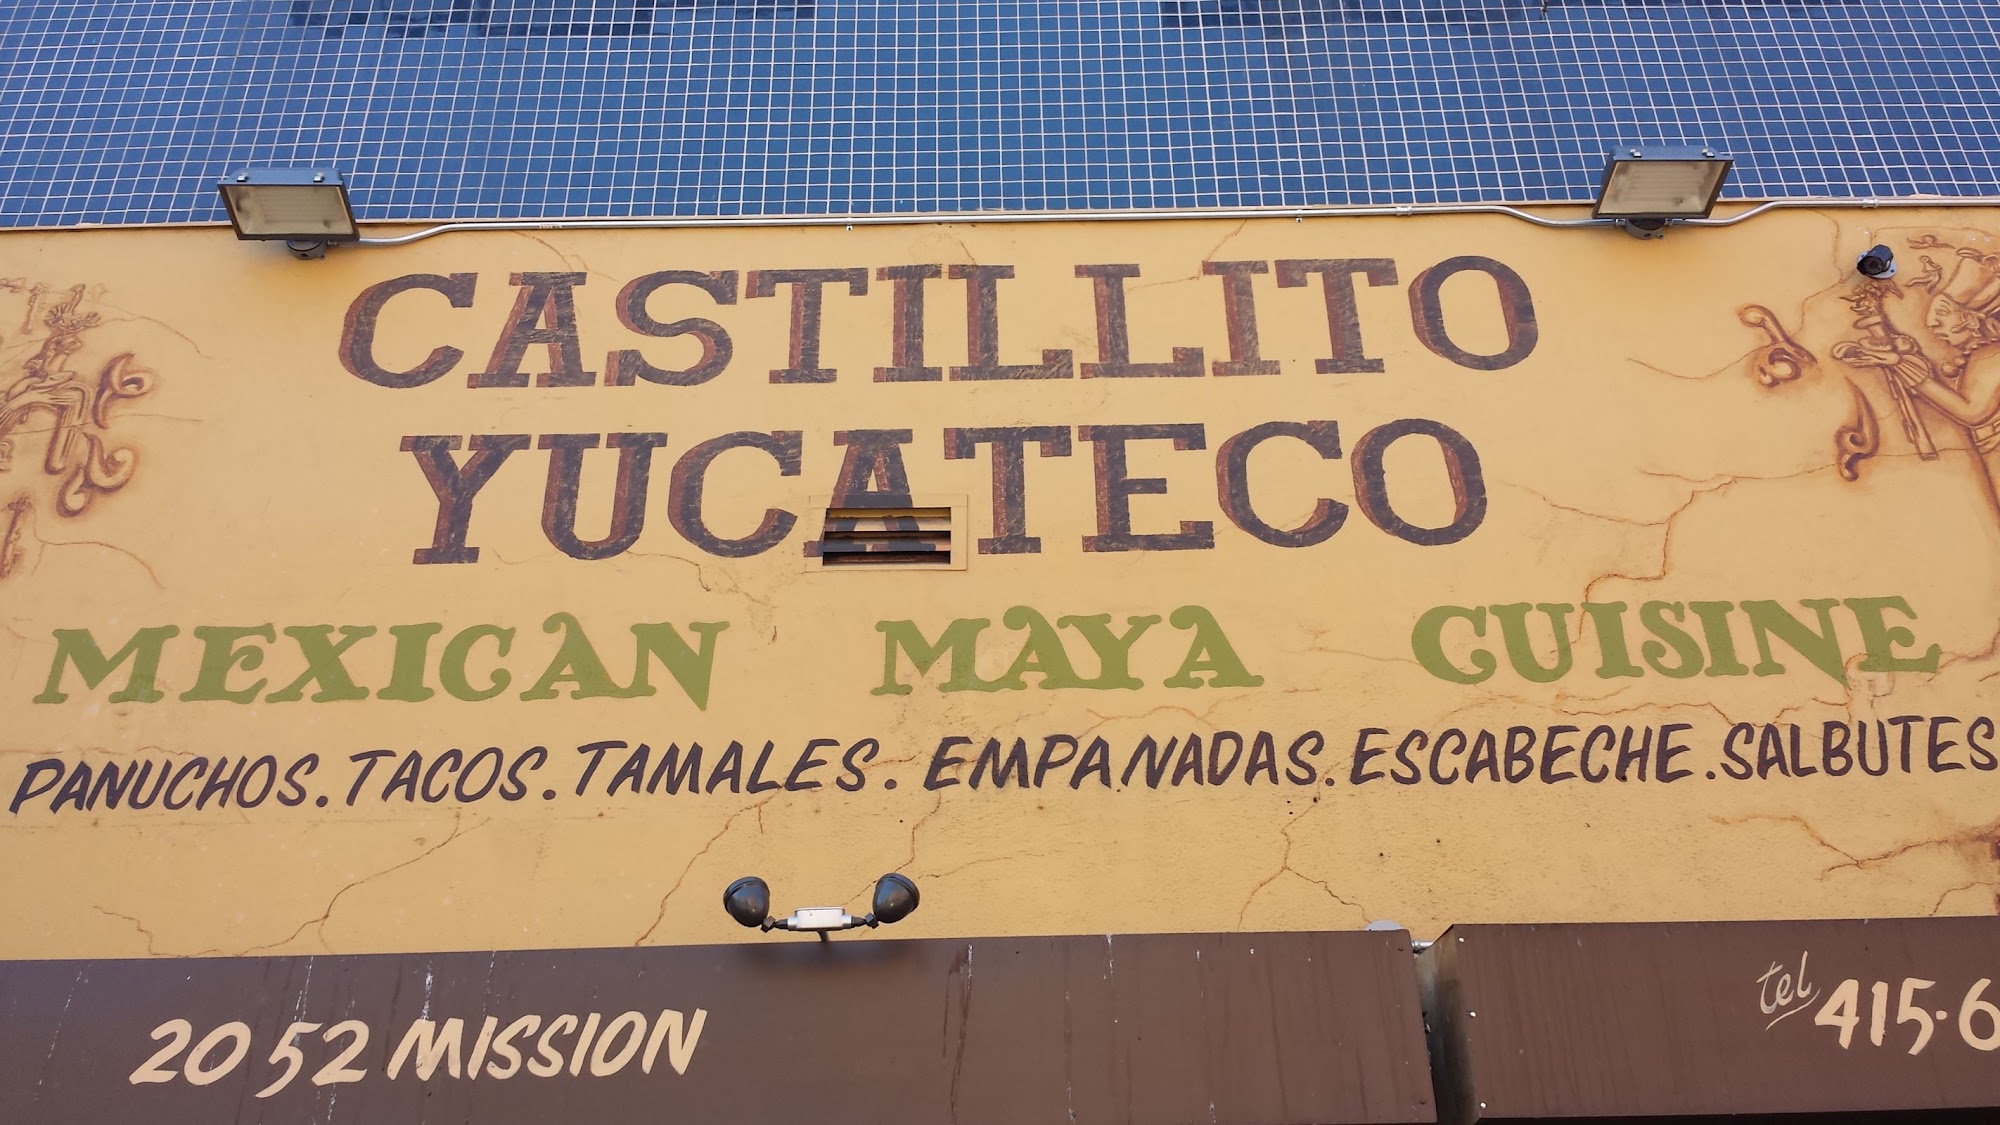 CASTILLITO
YUCATECO
MEXICAN MAYA CUISINE
PANUCHOS. TACOS. TAMALES. EMPANADAS. ESCABECHE. SALBUTES
2052 MISSION
tel 415·6